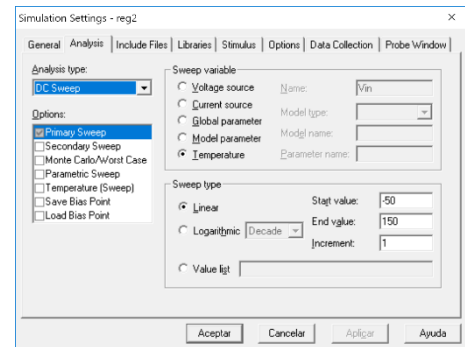 Simulation Settings - reg2
General Analysis Include Files Libraries Stimulus Options Data Collection Probe Window
Analysis type:
DC Sweep
Options:
Primary Sweep
Secondary Sweep
Monte Carlo/Worst Case
Parametric Sweep
Temperature (Sweep)
Save Bias Point
Load Bias Point
Sweep variable
Voltage source Name: Vin
Current source Model type:
Global parameter
Model parameter Model name:
Temperature Parameter name:
Sweep type
Linear Start value: -50
Logarithmic Decade End value: 150
Increment: 1
Value list
Aceptar Cancelar Aplicar Ayuda